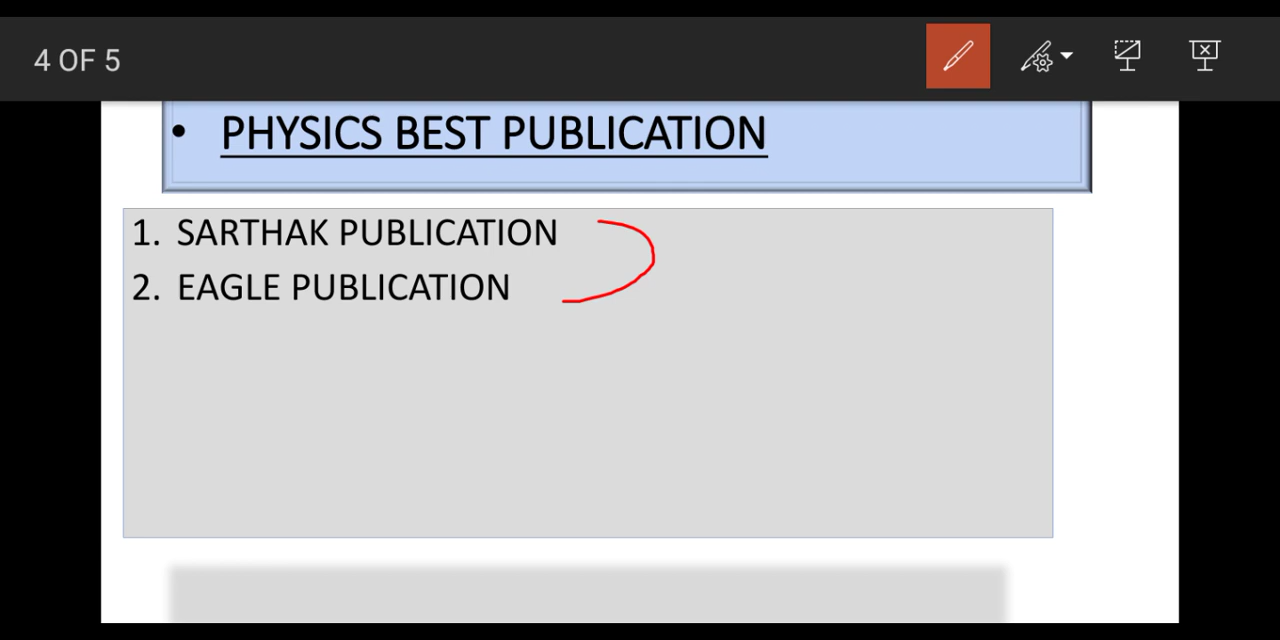 4 OF 5
• PHYSICS BEST PUBLICATION
1. SARTHAK PUBLICATION
2. EAGLE PUBLICATION